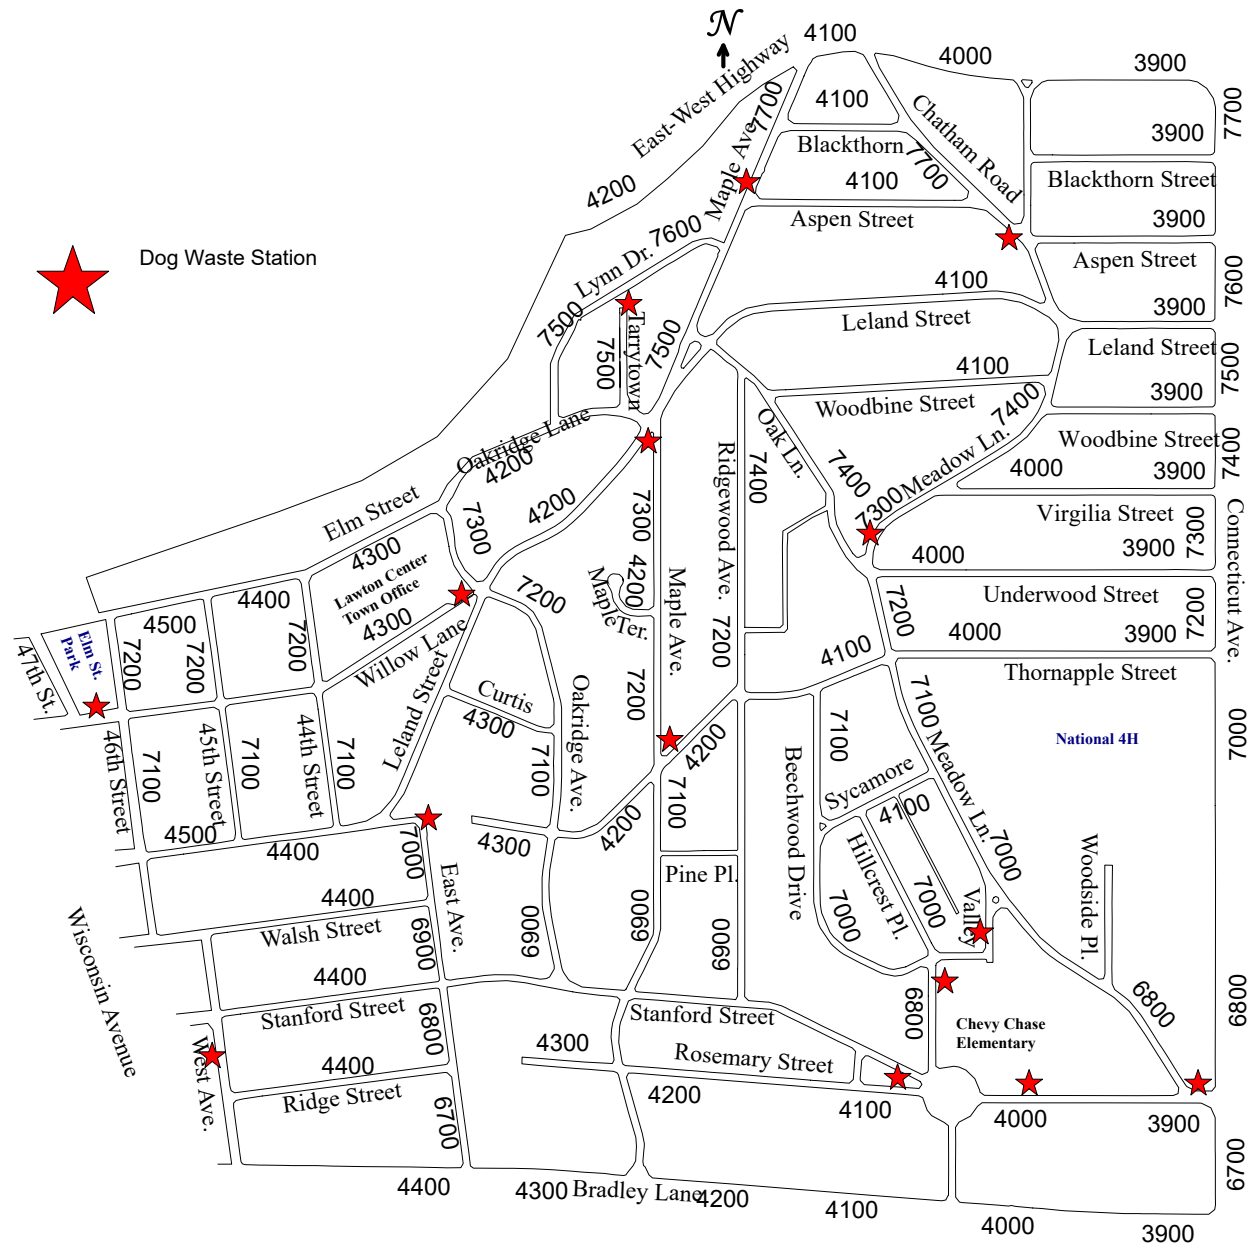 N
4100
4000
3900
East-West Highway
7700
4100
Chatham Road
7700
3900
Maple Ave.
Blackthorn
7700
4100
Blackthorn Street
4200
3900
Aspen Street
7600
Lynn Dr.
Dog Waste Station
Aspen Street
7600
4100
3900
7500
Tarrytown
7500
7500
Leland Street
Leland Street
7500
4100
3900
Woodbine Street
7400
Oakridge Lane
4200
Oak Ln.
Ridgewood Ave.
7400
7400
Meadow Ln.
Woodbine Street
4000
3900
7400
Elm Street
7300
4200
7300
7300
Virgilia Street
7300
Connecticut Ave.
4300
4000
3900
Lawton Center
Town Office
4300
4200
Maple Ter.
Maple Ave.
7200
7200
Underwood Street
7200
4400
4500
7200
7200
7200
Elm St.
Park
47th St.
Willow Lane
7200
4100
4000
3900
Thornapple Street
Leland Street
Curtis
4300
Oakridge Ave.
7200
4200
7100
7100
Meadow Ln.
National 4H
7000
46th Street
7100
45th Street
7100
44th Street
7100
7100
7100
Beechwood Drive
Sycamore
4100
4500
4400
7000
4300
4200
Hillcrest Pl.
7000
Woodside Pl.
East Ave.
Pine Pl.
7000
7000
Valley
4400
Walsh Street
6900
6900
6900
6900
Wisconsin Avenue
4400
Stanford Street
6800
Stanford Street
6800
6800
6800
Chevy Chase
Elementary
West Ave.
4400
4300
Rosemary Street
Ridge Street
6700
4200
4100
4000
3900
6700
4400
4300
Bradley Lane
4200
4100
4000
3900